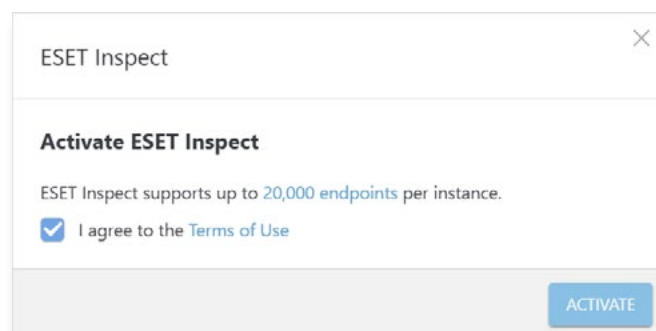 ESET Inspect
Activate ESET Inspect
ESET Inspect supports up to 20,000 endpoints per instance.
I agree to the Terms of Use
ACTIVATE